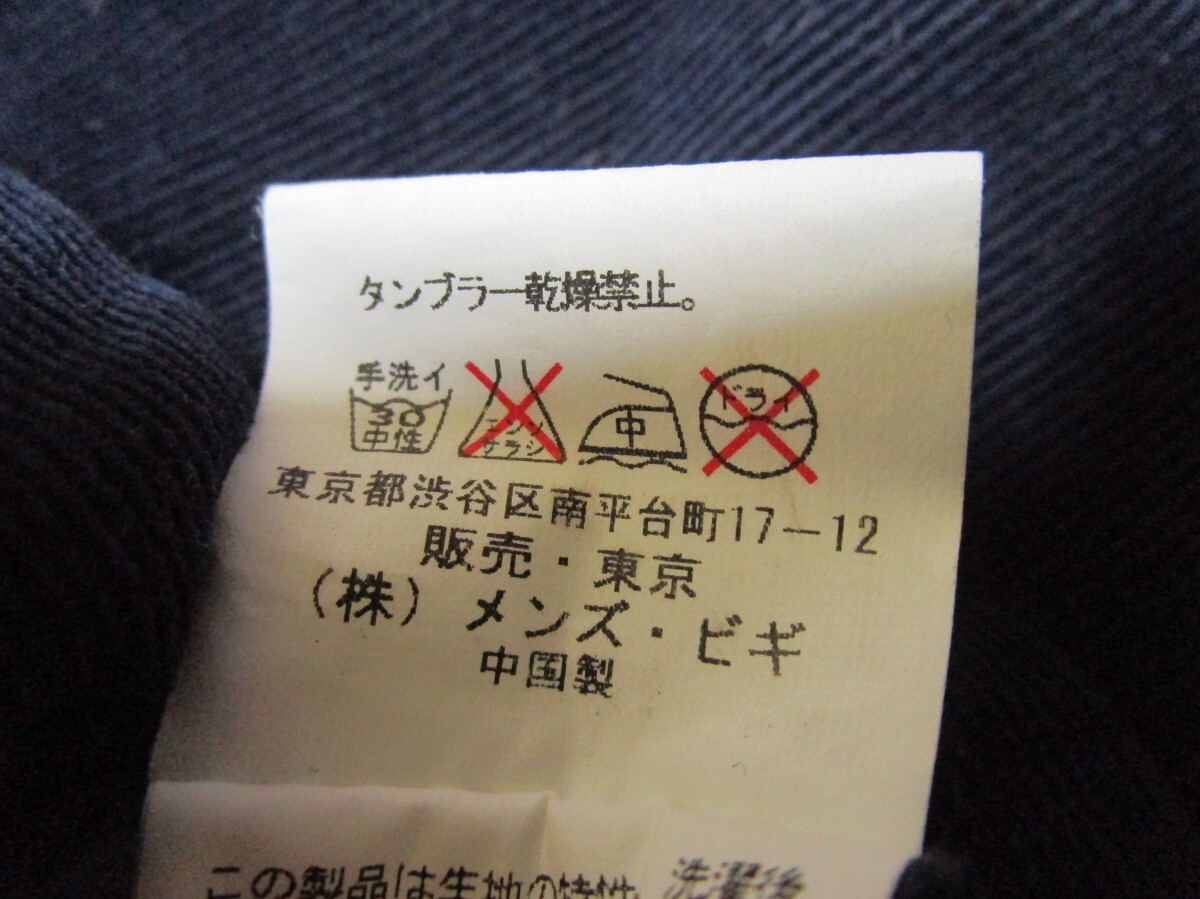 タンブラー乾燥禁止。
手洗イ
30
中性
エンソ
サラシ
中
ドライ
東京都渋谷区南平台町17-12
販売・東京
(株)メンズ・ビギ
中国製
この製品は生地の特性 洗濯後